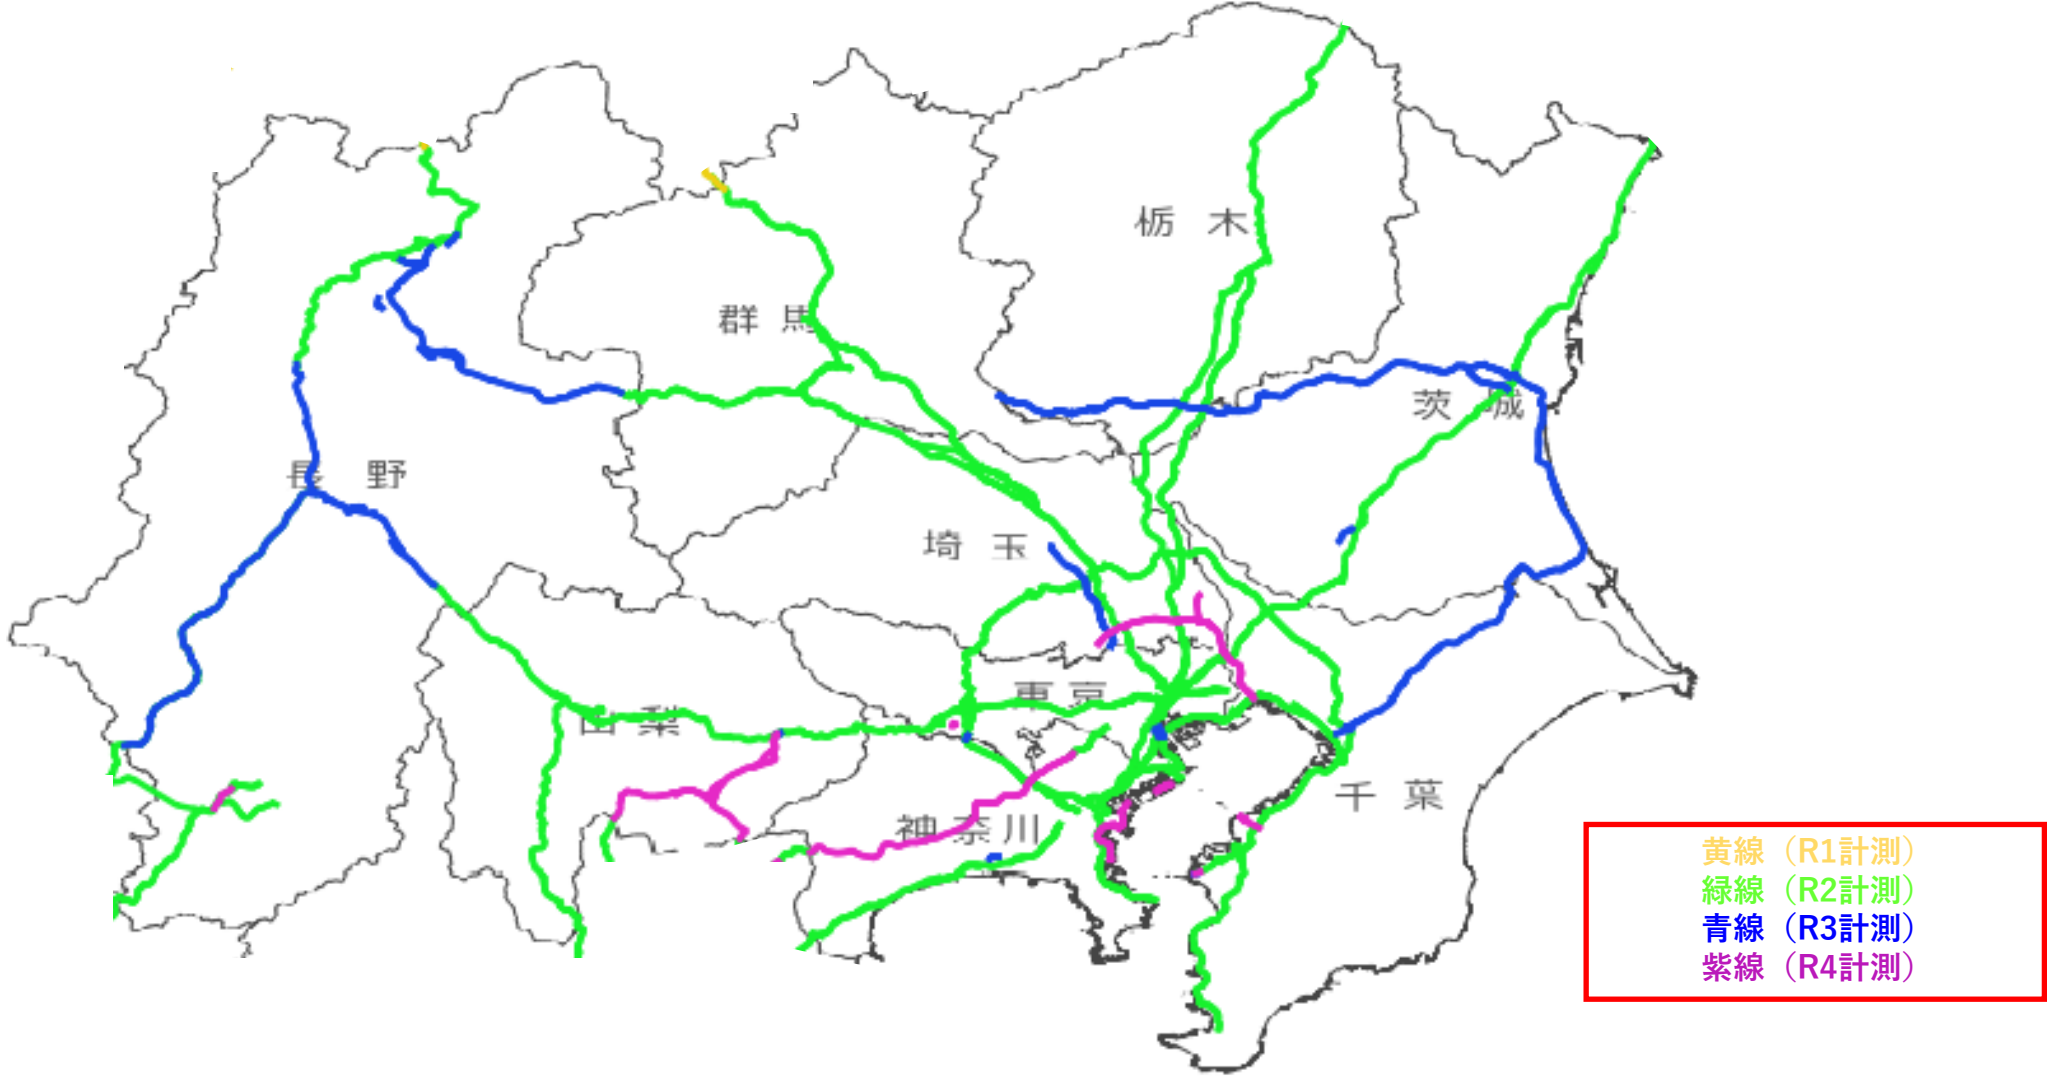 栃木
群馬
茨城
長野
埼玉
東京
山梨
千葉
神奈川
黄線（R1計測）
緑線（R2計測）
青線（R3計測）
紫線（R4計測）